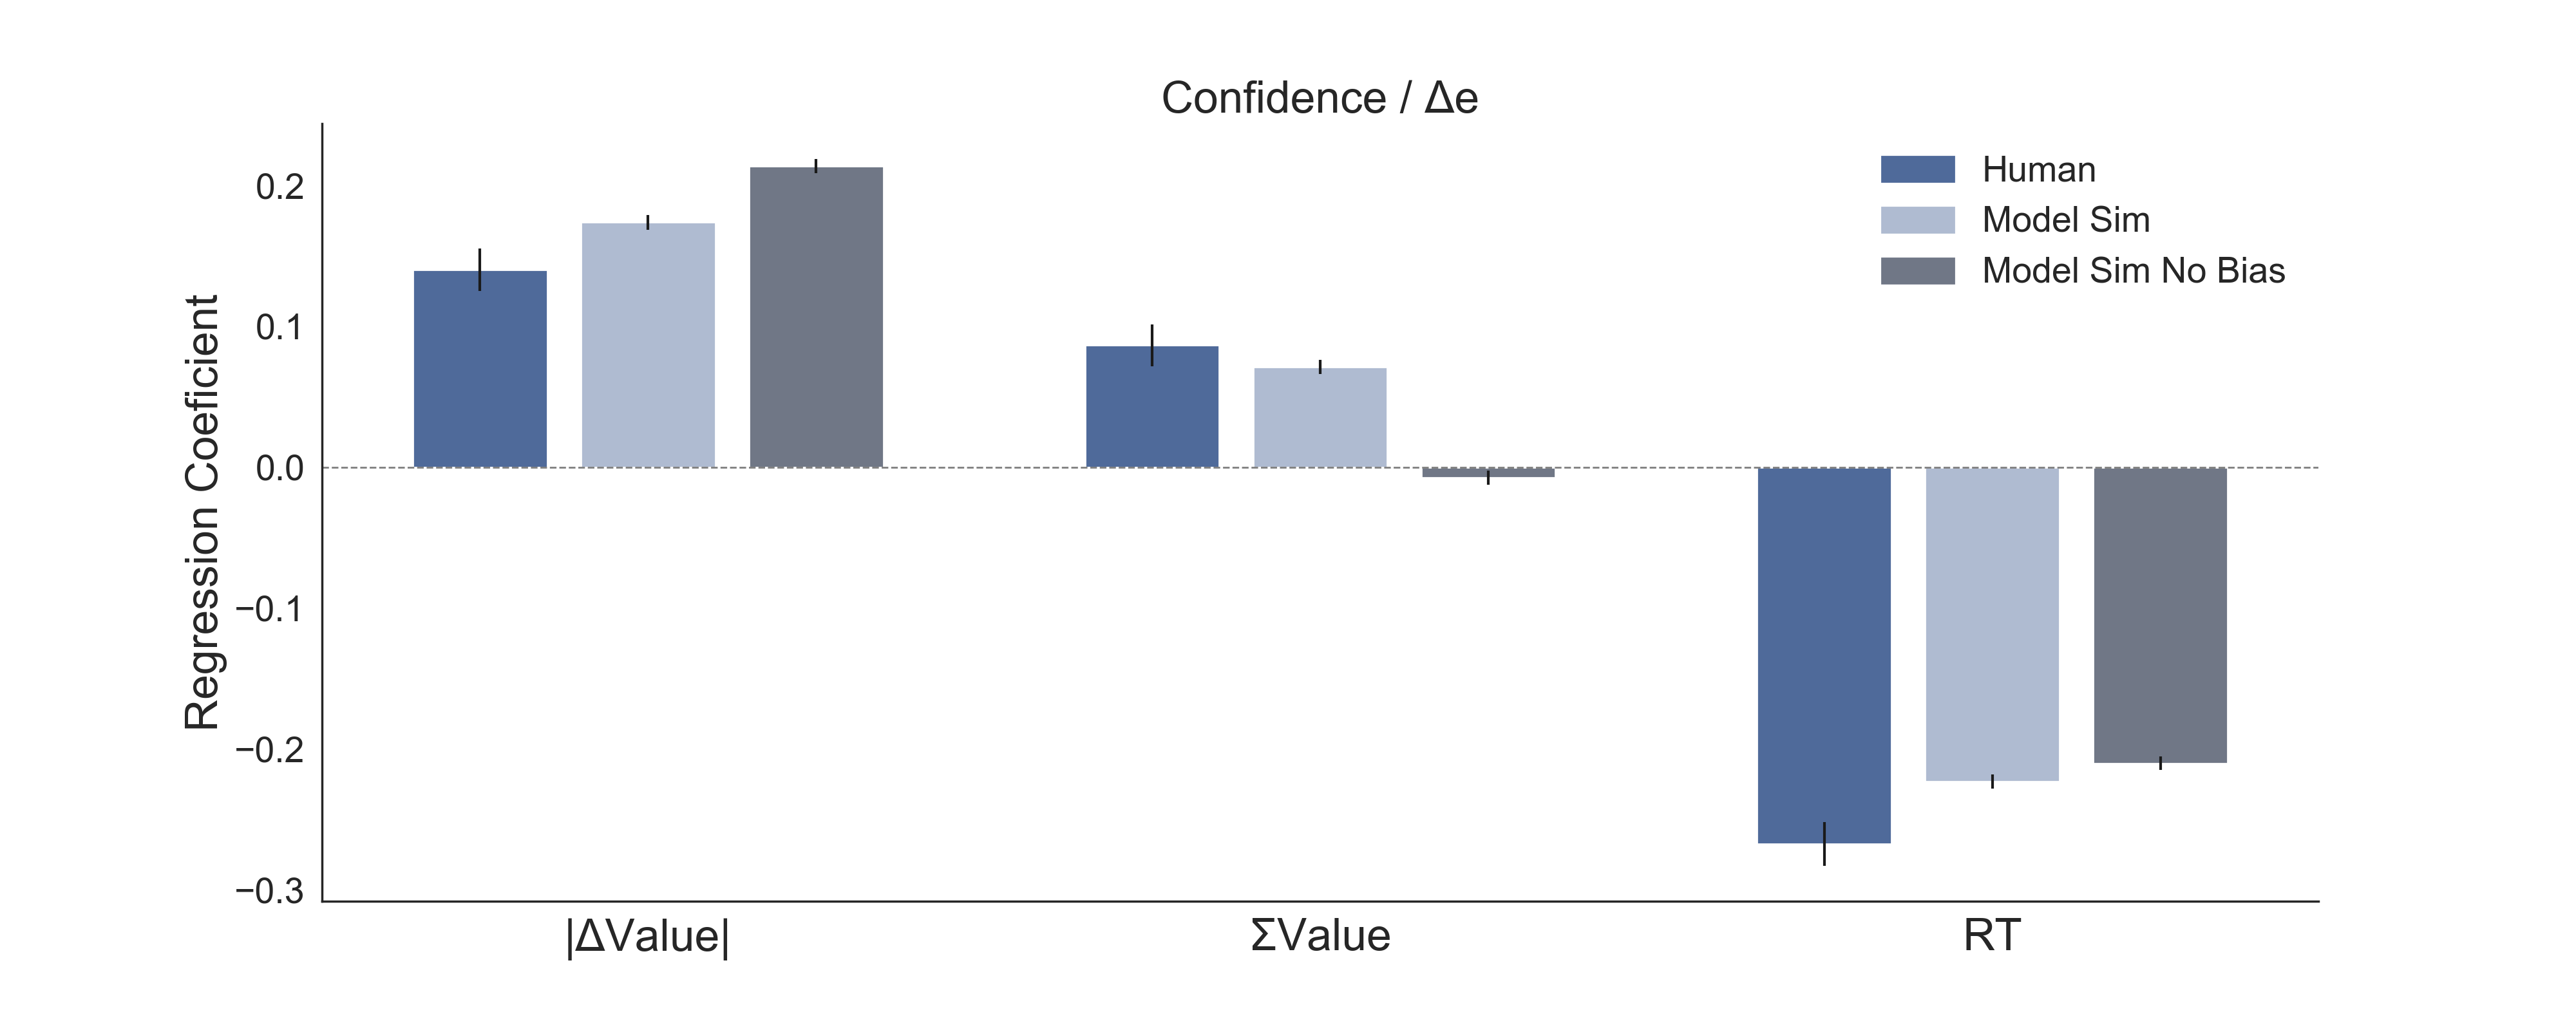 Confidence / Δe
Human
Model Sim
Model Sim No Bias
Regression Coeficient
0.2
0.1
0.0
−0.1
−0.2
−0.3
|ΔValue|
ΣValue
RT